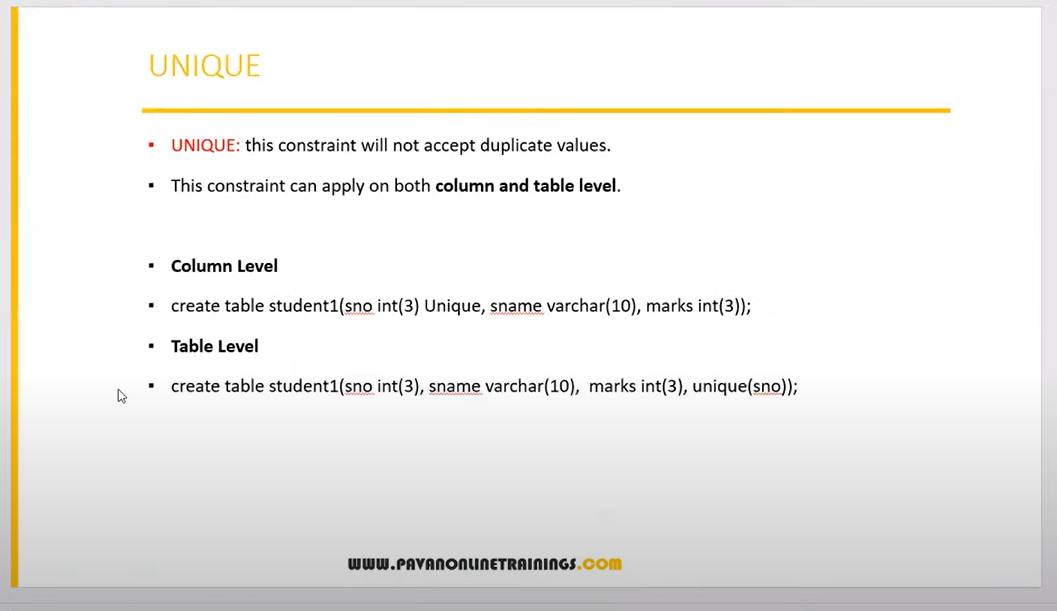 UNIQUE
▪ UNIQUE: this constraint will not accept duplicate values.
▪ This constraint can apply on both column and table level.
▪ Column Level
▪ create table student1(sno int(3) Unique, sname varchar(10), marks int(3));
▪ Table Level
▪ create table student1(sno int(3), sname varchar(10),  marks int(3), unique(sno));
WWW.PAVANONLINETRAININGS.COM